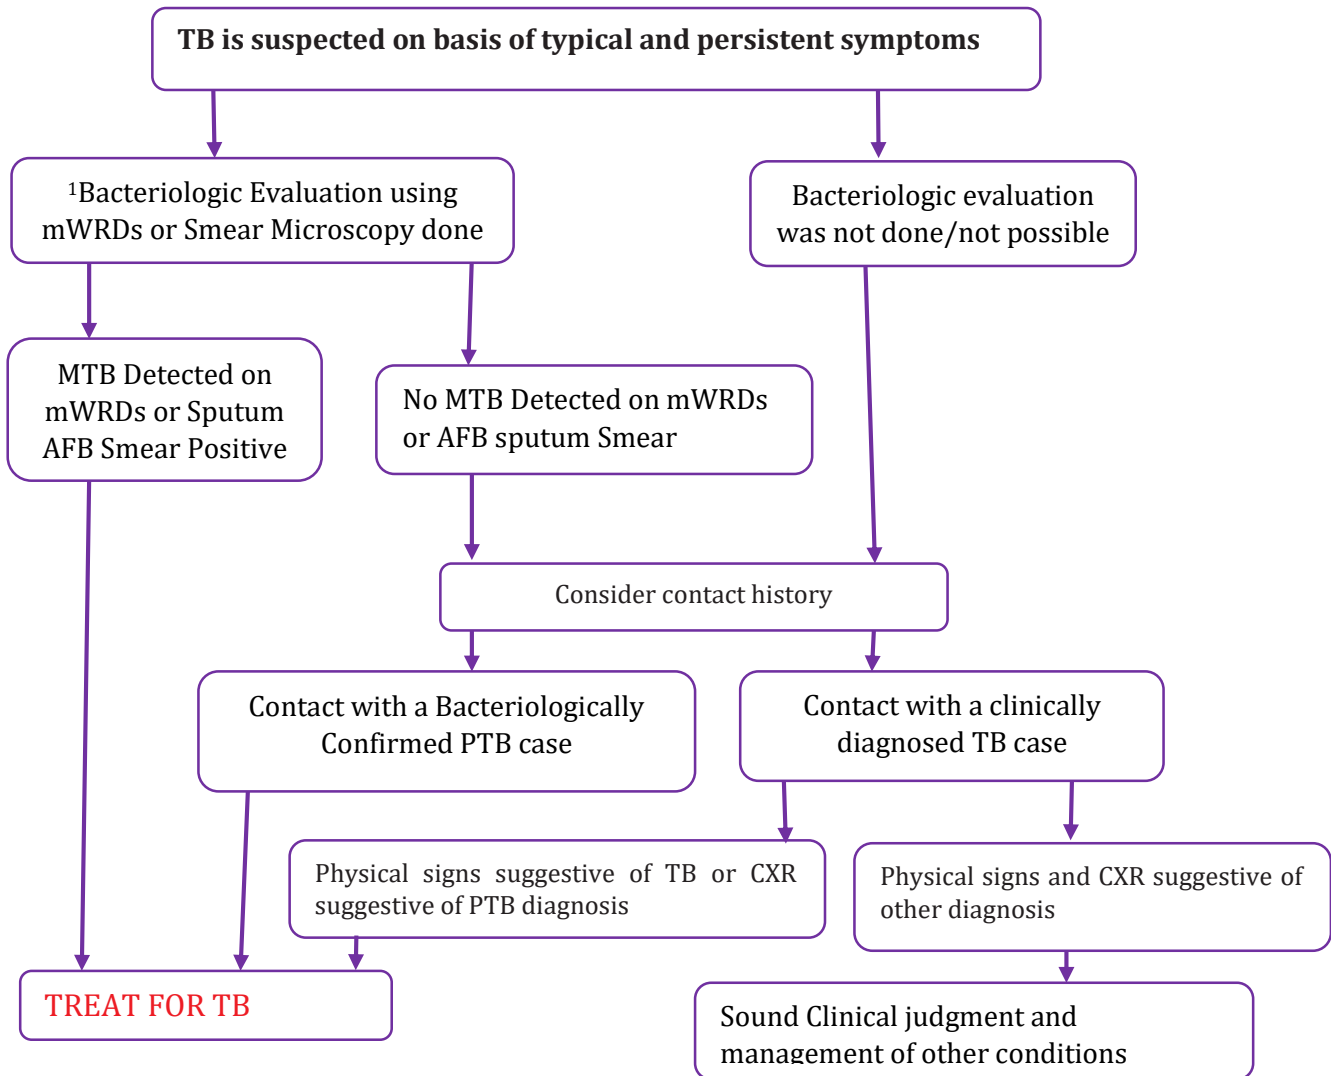 TB is suspected on basis of typical and persistent symptoms
¹Bacteriologic Evaluation using
mWRDs or Smear Microscopy done
Bacteriologic evaluation
was not done/not possible
MTB Detected on
mWRDs or Sputum
AFB Smear Positive
No MTB Detected on mWRDs
or AFB sputum Smear
Consider contact history
Contact with a Bacteriologically
Confirmed PTB case
Contact with a clinically
diagnosed TB case
Physical signs suggestive of TB or CXR
suggestive of PTB diagnosis
Physical signs and CXR suggestive of
other diagnosis
TREAT FOR TB
Sound Clinical judgment and
management of other conditions